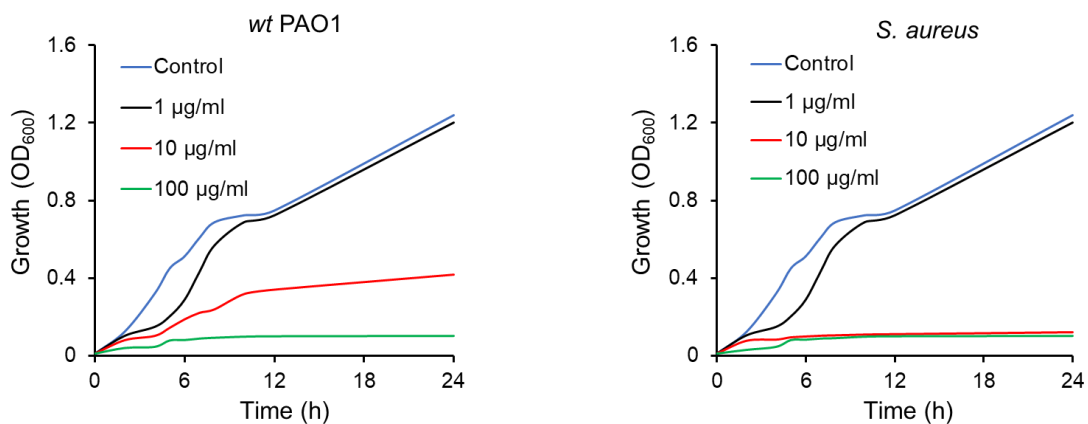 wt PAO1
1.6
1.2
0.8
0.4
0
Growth (OD600)
Control
1 µg/ml
10 µg/ml
100 µg/ml
0 6 12 18 24
Time (h)
S. aureus
1.6
1.2
0.8
0.4
0
Growth (OD600)
Control
1 µg/ml
10 µg/ml
100 µg/ml
0 6 12 18 24
Time (h)